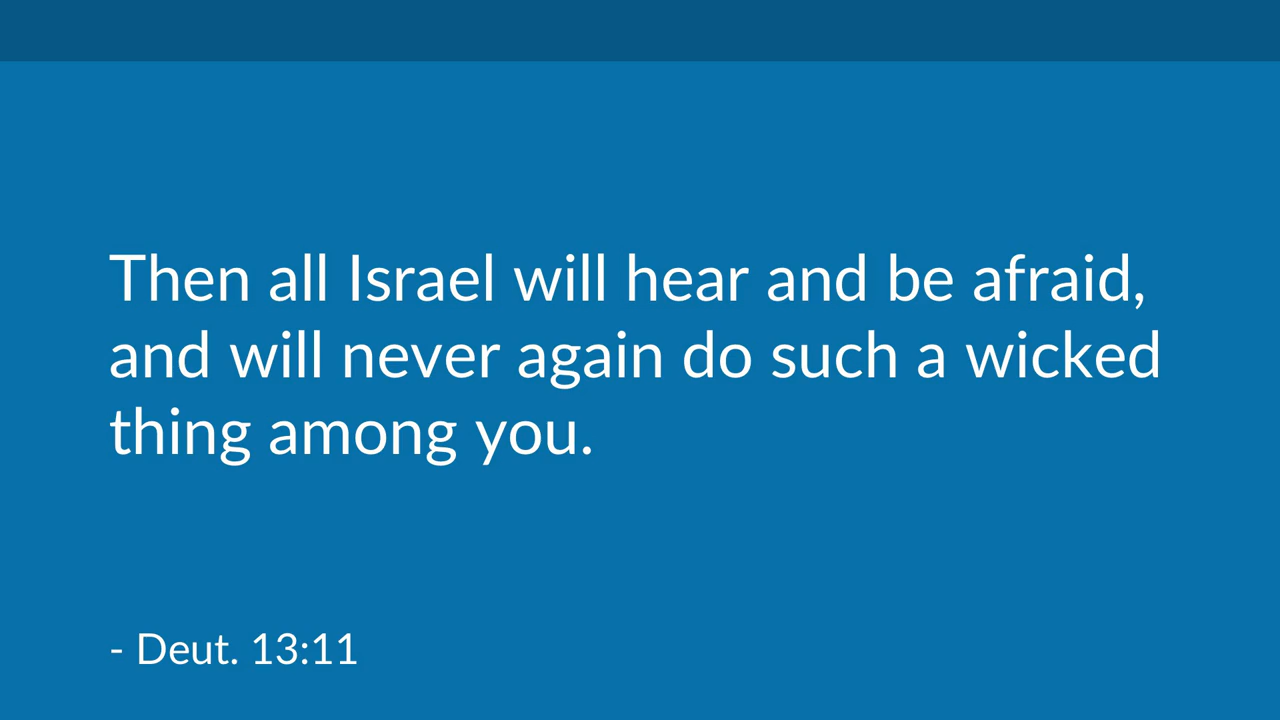 Then all Israel will hear and be afraid,
and will never again do such a wicked
thing among you.
- Deut. 13:11